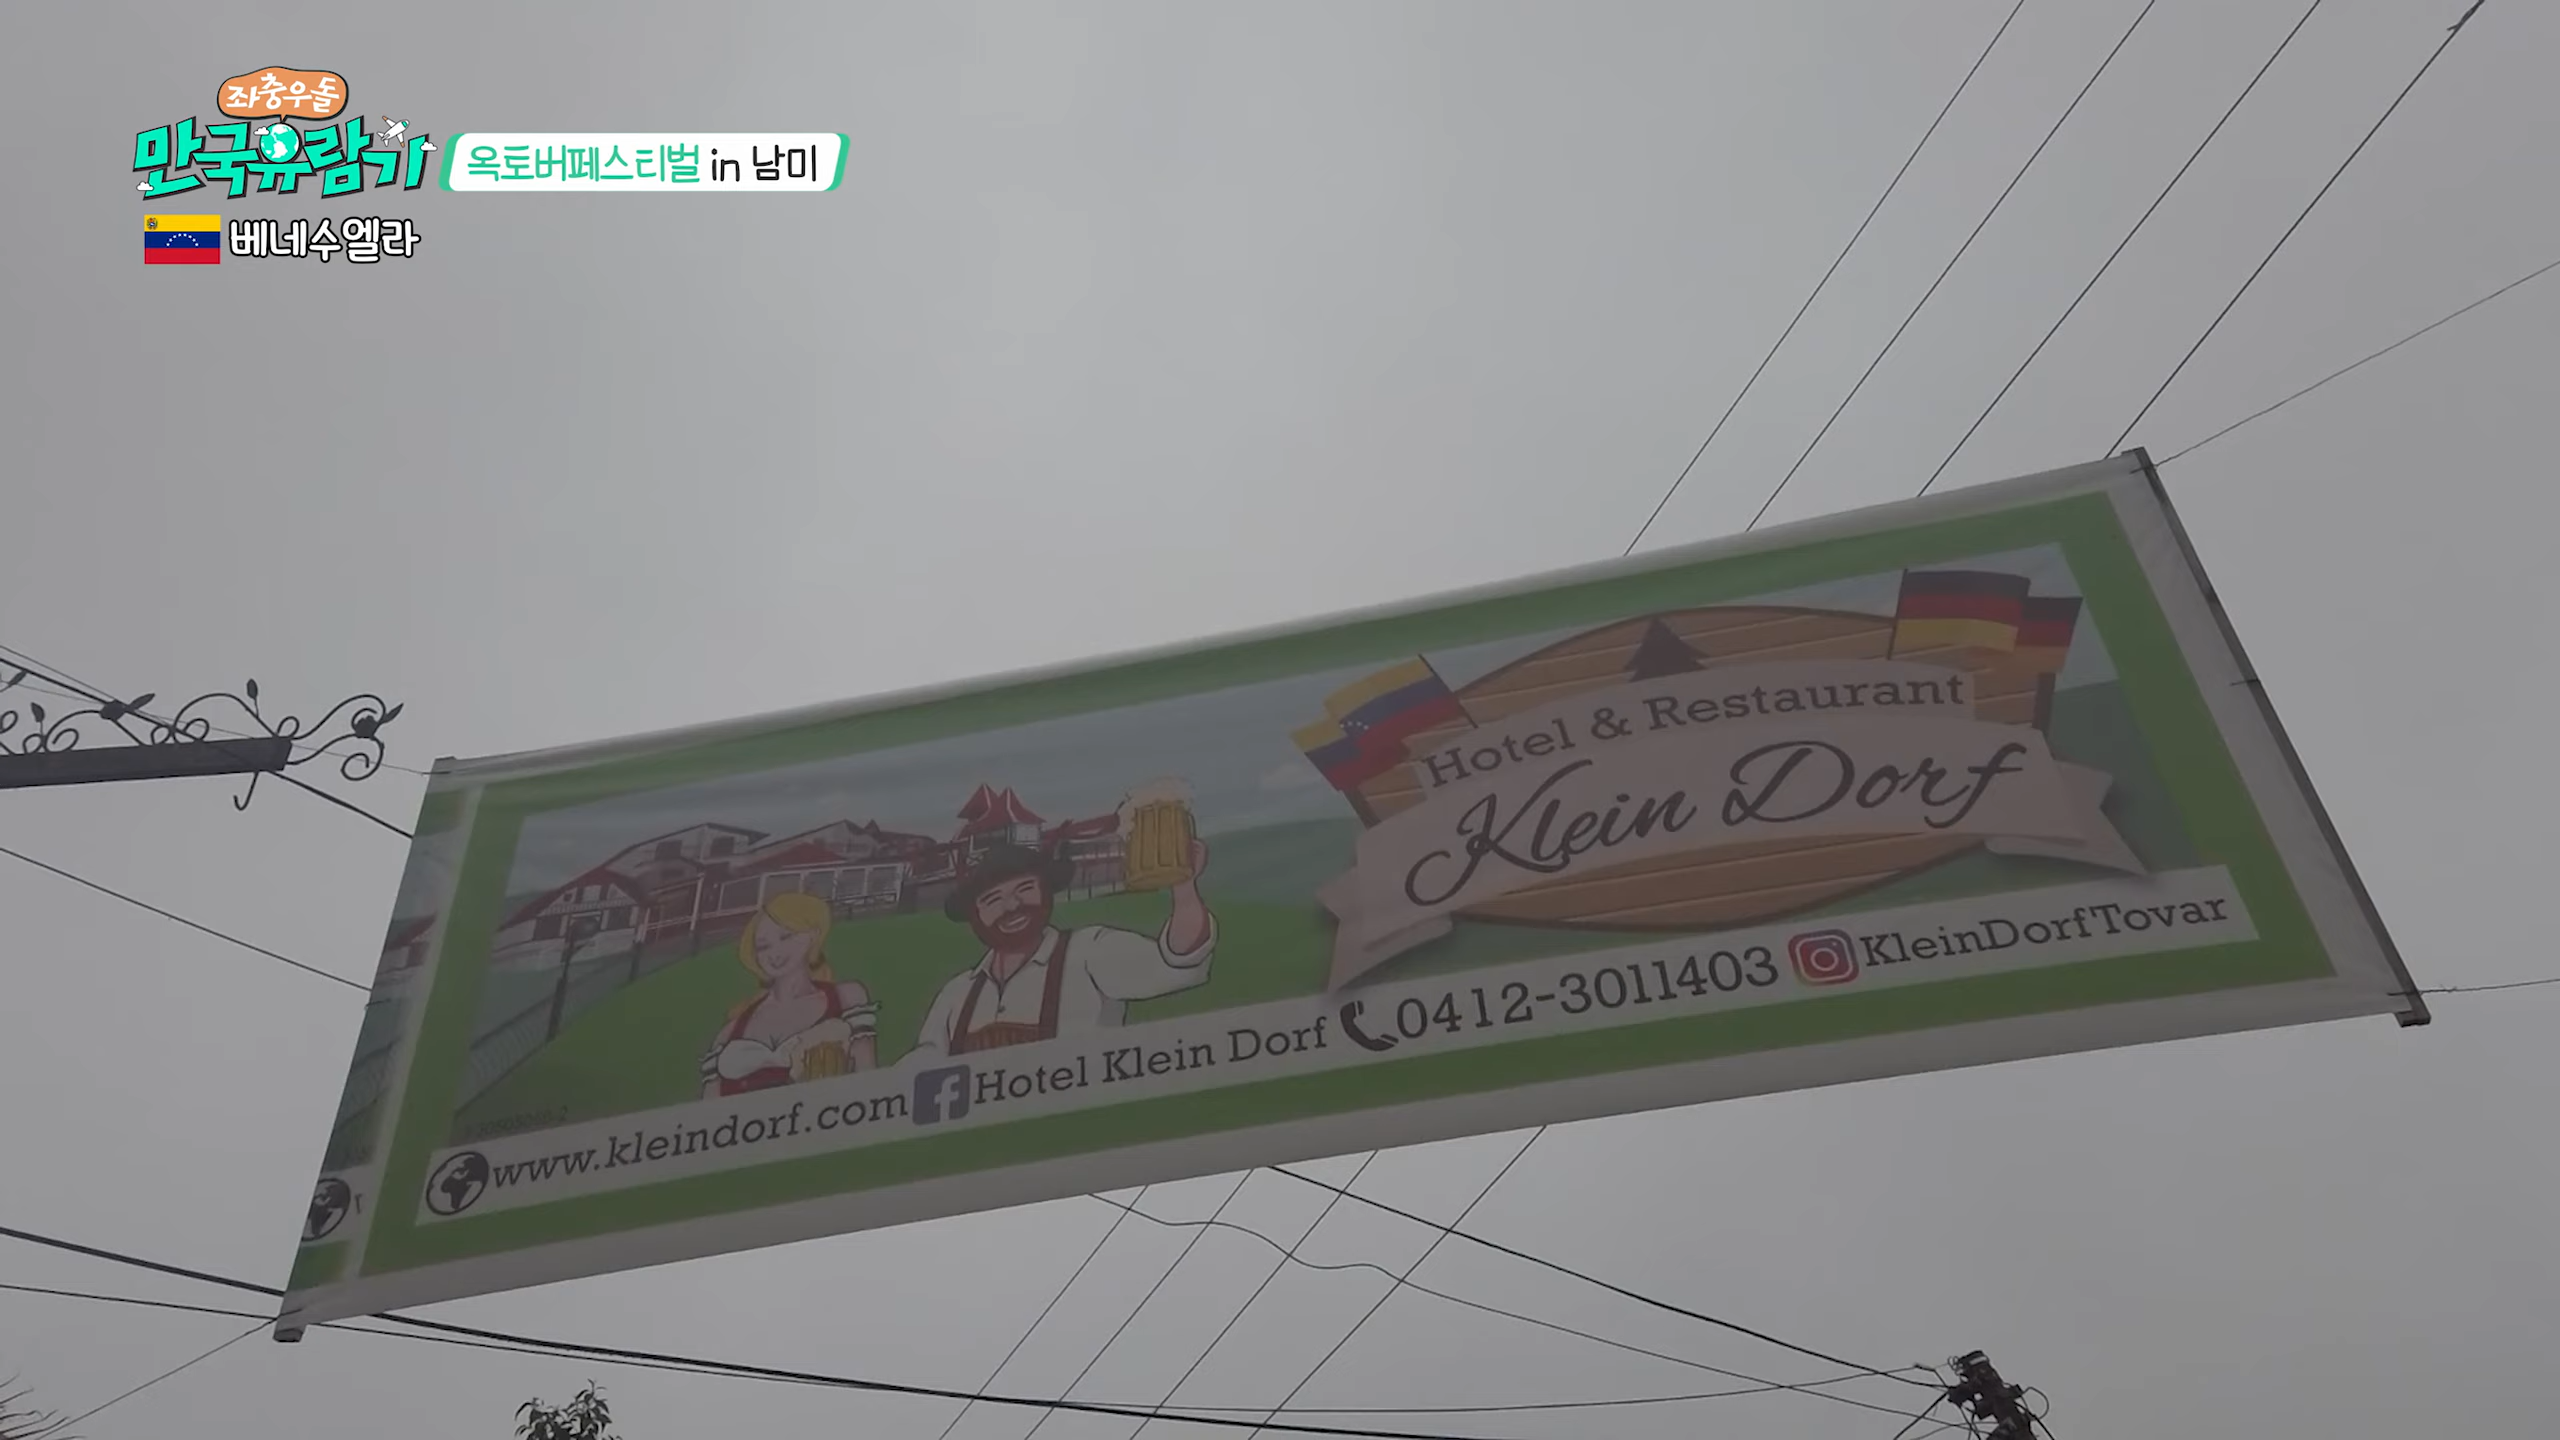 좌충우돌
만국유람기
옥토버페스티벌 in 남미
베네수엘라
Hotel & Restaurant
Klein Dorf
www.kleindorf.com Hotel Klein Dorf 0412-3011403 KleinDorfTovar